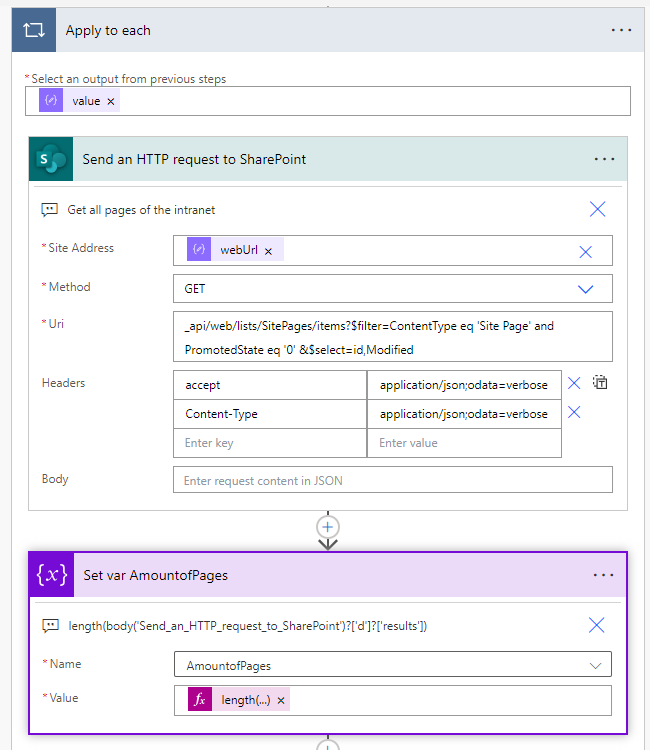 Apply to each
* Select an output from previous steps
value ×
S Send an HTTP request to SharePoint
Get all pages of the intranet
* Site Address webUrl ×
* Method GET
* Uri _api/web/lists/SitePages/items?$filter=ContentType eq 'Site Page' and
PromotedState eq '0' &$select=id,Modified
Headers accept application/json;odata=verbose
Content-Type application/json;odata=verbose
Enter key Enter value
Body Enter request content in JSON
{x} Set var AmountofPages
length(body('Send_an_HTTP_request_to_SharePoint')?['d']?['results'])
* Name AmountofPages
* Value fx length(...) ×